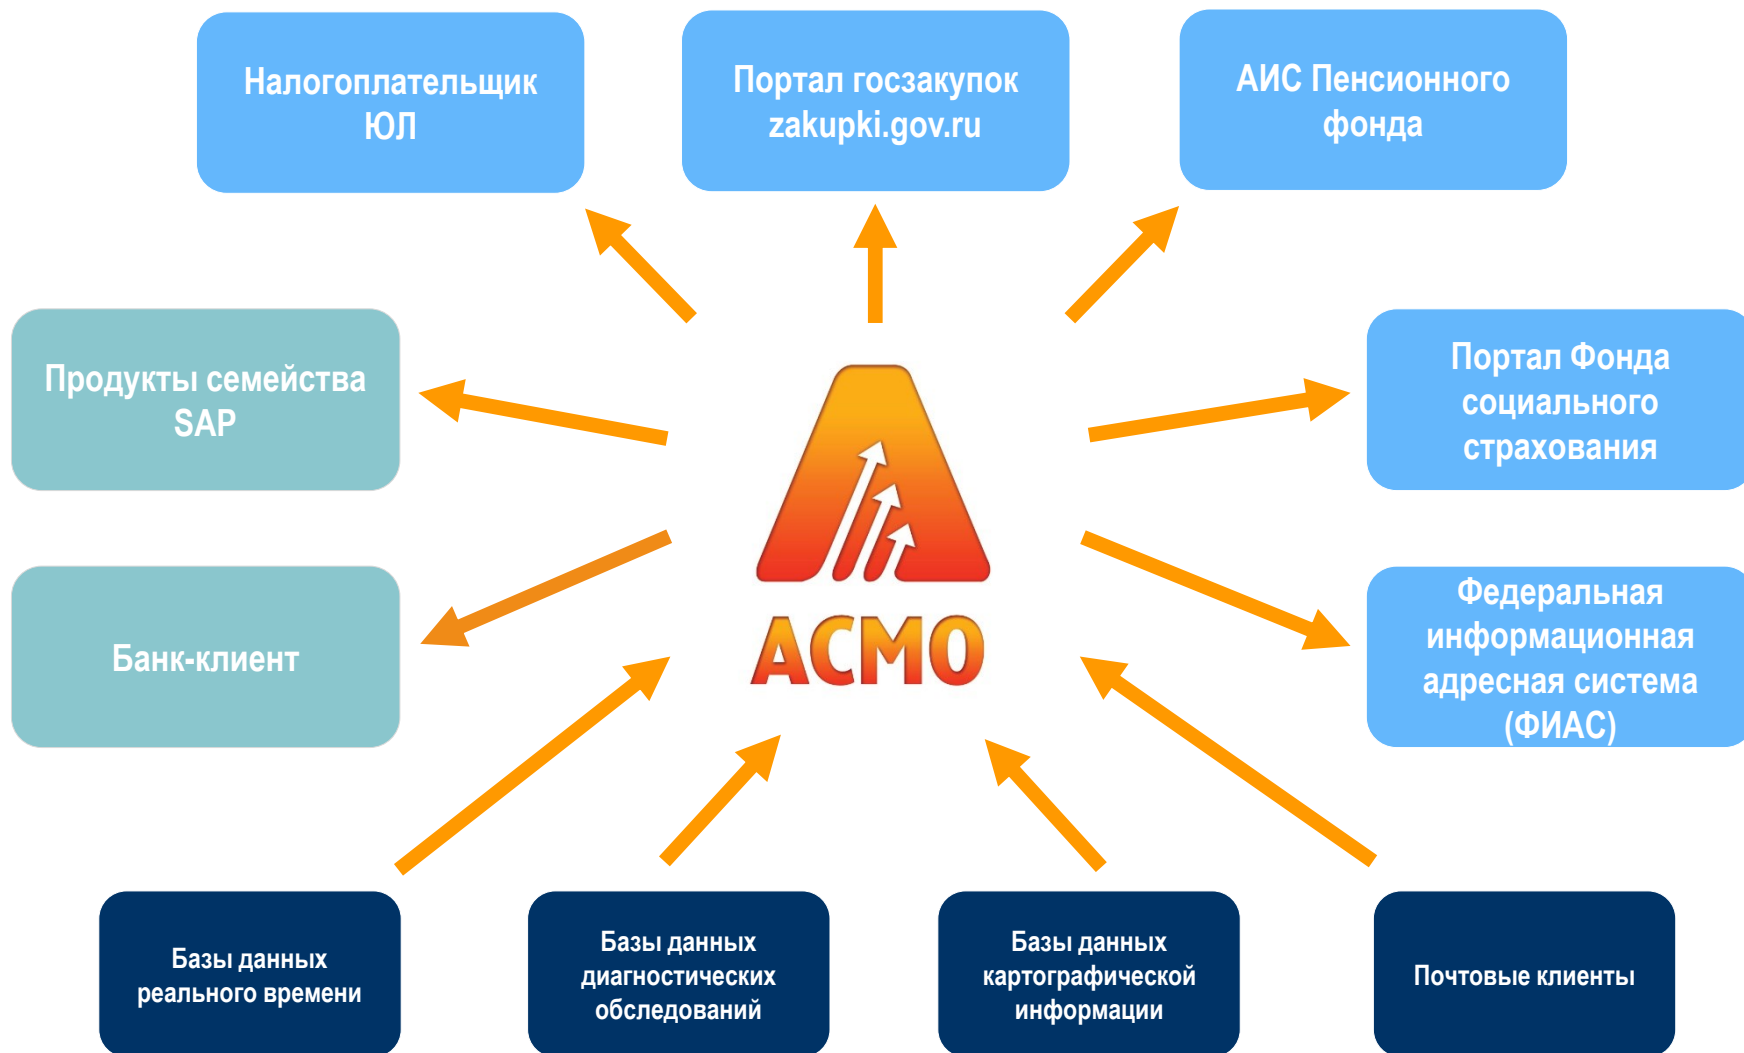 Налогоплательщик
ЮЛ
Портал госзакупок
zakupki.gov.ru
АИС Пенсионного
фонда
Продукты семейства
SAP
Портал Фонда
социального
страхования
Банк-клиент
Федеральная
информационная
адресная система
(ФИАС)
АСМО
Базы данных
реального времени
Базы данных
диагностических
обследований
Базы данных
картографической
информации
Почтовые клиенты